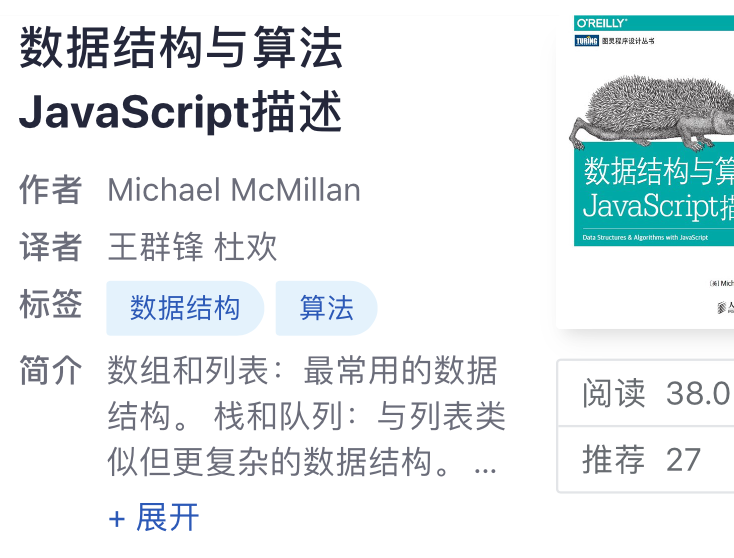 数据结构与算法
JavaScript描述
作者 Michael McMillan
译者 王群锋 杜欢
标签 数据结构 算法
简介 数组和列表：最常用的数据
结构。 栈和队列：与列表类
似但更复杂的数据结构。 ...
+ 展开
O'REILLY
TURING 图灵程序设计丛书
数据结构与算
JavaScript描
Data Structures & Algorithms with JavaScript
[美] Mich
阅读 38.0
推荐 27